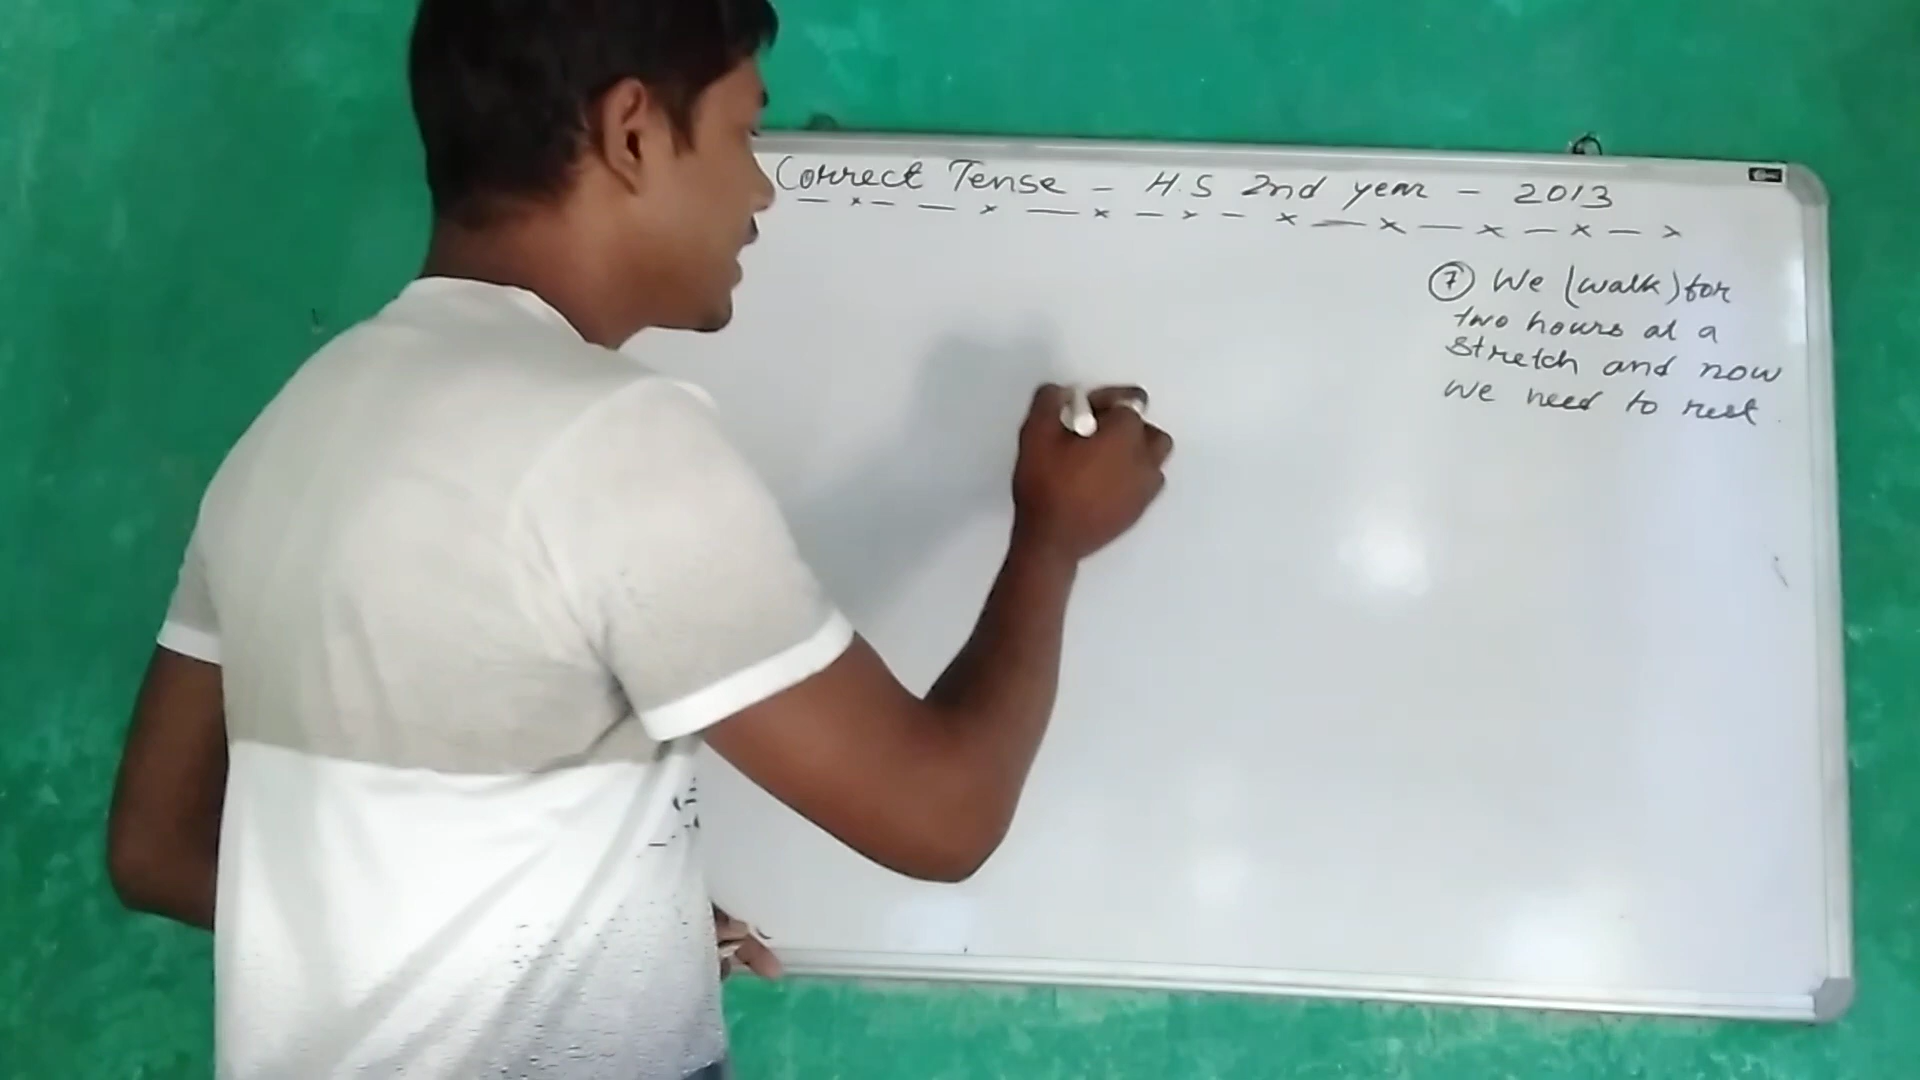 Correct Tense - H.S 2nd year - 2013
⑦ We (walk) for
two hours at a
stretch and now
we need to rest.